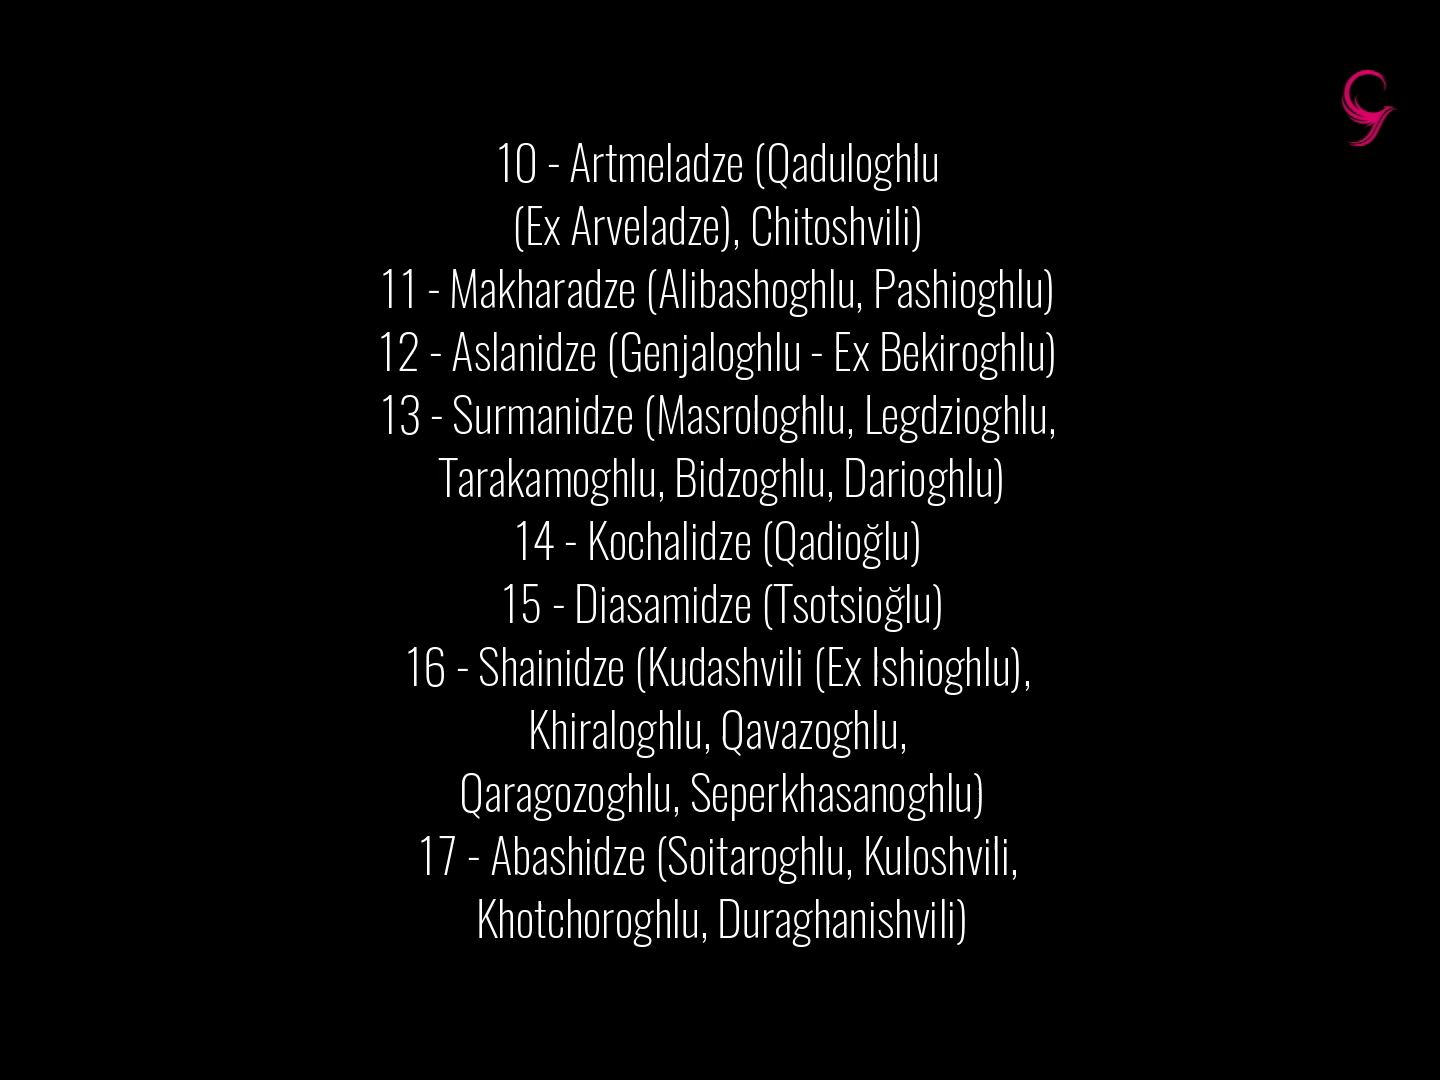 10 - Artmeladze (Qaduloghlu
(Ex Arveladze), Chitoshvili)
11 - Makharadze (Alibashoghlu, Pashioghlu)
12 - Aslanidze (Genjaloghlu - Ex Bekiroghlu)
13 - Surmanidze (Masrologhlu, Legdzioghlu,
Tarakamoghlu, Bidzoghlu, Darioghlu)
14 - Kochalidze (Qadioğlu)
15 - Diasamidze (Tsotsioğlu)
16 - Shainidze (Kudashvili (Ex Ishioghlu),
Khiraloghlu, Qavazoghlu,
Qaragozoghlu, Seperkhasanoghlu)
17 - Abashidze (Soitaroghlu, Kuloshvili,
Khotchoroghlu, Duraghanishvili)